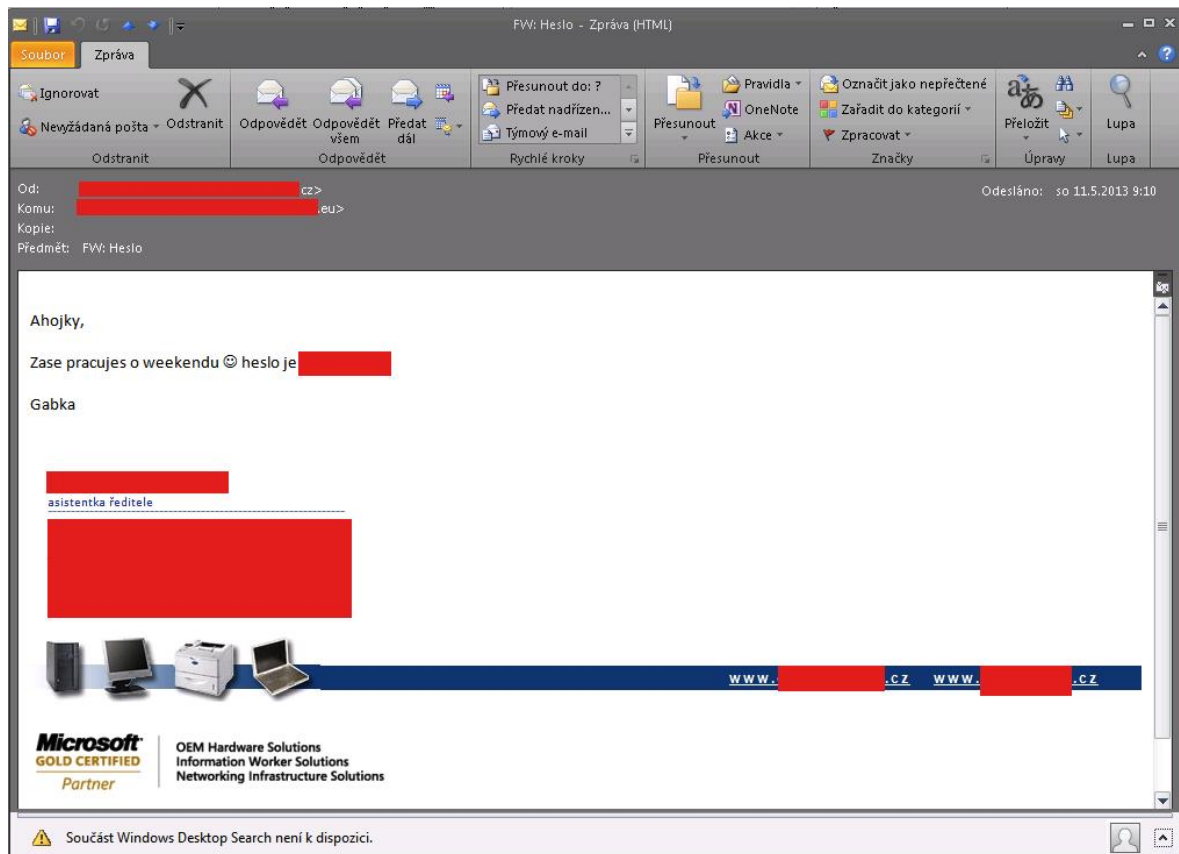 FW: Heslo - Zpráva (HTML)
Soubor Zpráva
Ignorovat
Nevyžádaná pošta
Odstranit
Odstranit
Odpovědět
Odpovědět všem
Předat dál
Odpovědět
Přesunout do: ?
Předat nadřízen...
Týmový e-mail
Rychlé kroky
Přesunout
Pravidla
OneNote
Akce
Přesunout
Označit jako nepřečtené
Zařadit do kategorií
Zpracovat
Značky
Přeložit
Úpravy
Lupa
Lupa
Od: cz>
Odesláno: so 11.5.2013 9:10
Komu: .eu>
Kopie:
Předmět: FW: Heslo
Ahojky,
Zase pracujes o weekendu ☺ heslo je
Gabka
asistentka ředitele
www. .cz www. .cz
Microsoft
GOLD CERTIFIED
Partner
OEM Hardware Solutions
Information Worker Solutions
Networking Infrastructure Solutions
Součást Windows Desktop Search není k dispozici.